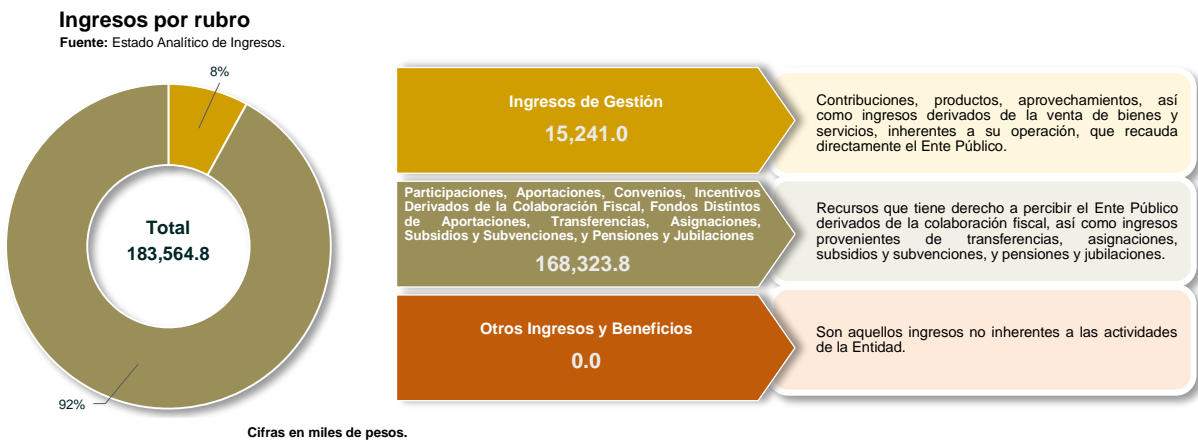 Ingresos por rubro
Fuente: Estado Analítico de Ingresos.
8%
Total
183,564.8
92%
Ingresos de Gestión
15,241.0
Contribuciones, productos, aprovechamientos, así
como ingresos derivados de la venta de bienes y
servicios, inherentes a su operación, que recauda
directamente el Ente Público.
Participaciones, Aportaciones, Convenios, Incentivos
Derivados de la Colaboración Fiscal, Fondos Distintos
de Aportaciones, Transferencias, Asignaciones,
Subsidios y Subvenciones, y Pensiones y Jubilaciones
168,323.8
Recursos que tiene derecho a percibir el Ente Público
derivados de la colaboración fiscal, así como ingresos
provenientes de transferencias, asignaciones,
subsidios y subvenciones, y pensiones y jubilaciones.
Otros Ingresos y Beneficios
0.0
Son aquellos ingresos no inherentes a las actividades
de la Entidad.
Cifras en miles de pesos.